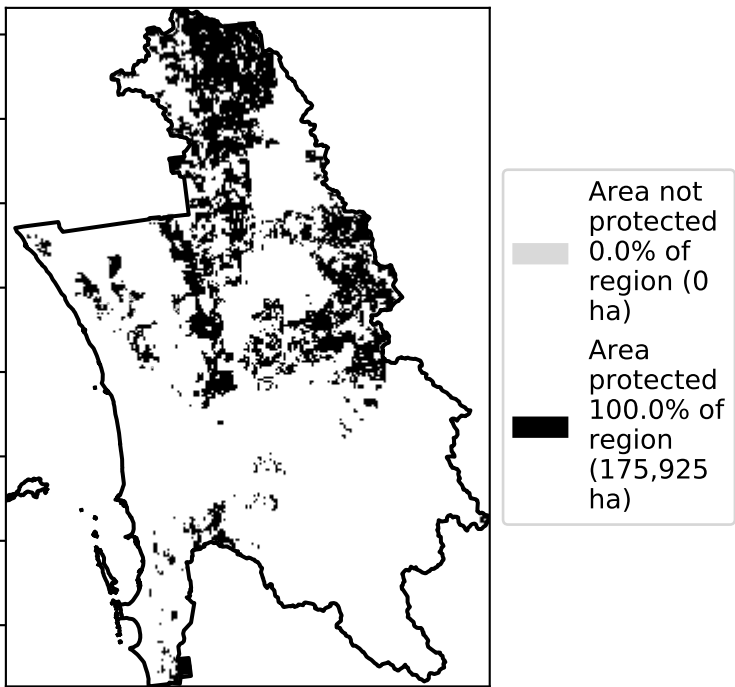 Area not
protected
0.0% of
region (0
ha)
Area
protected
100.0% of
region
(175,925
ha)